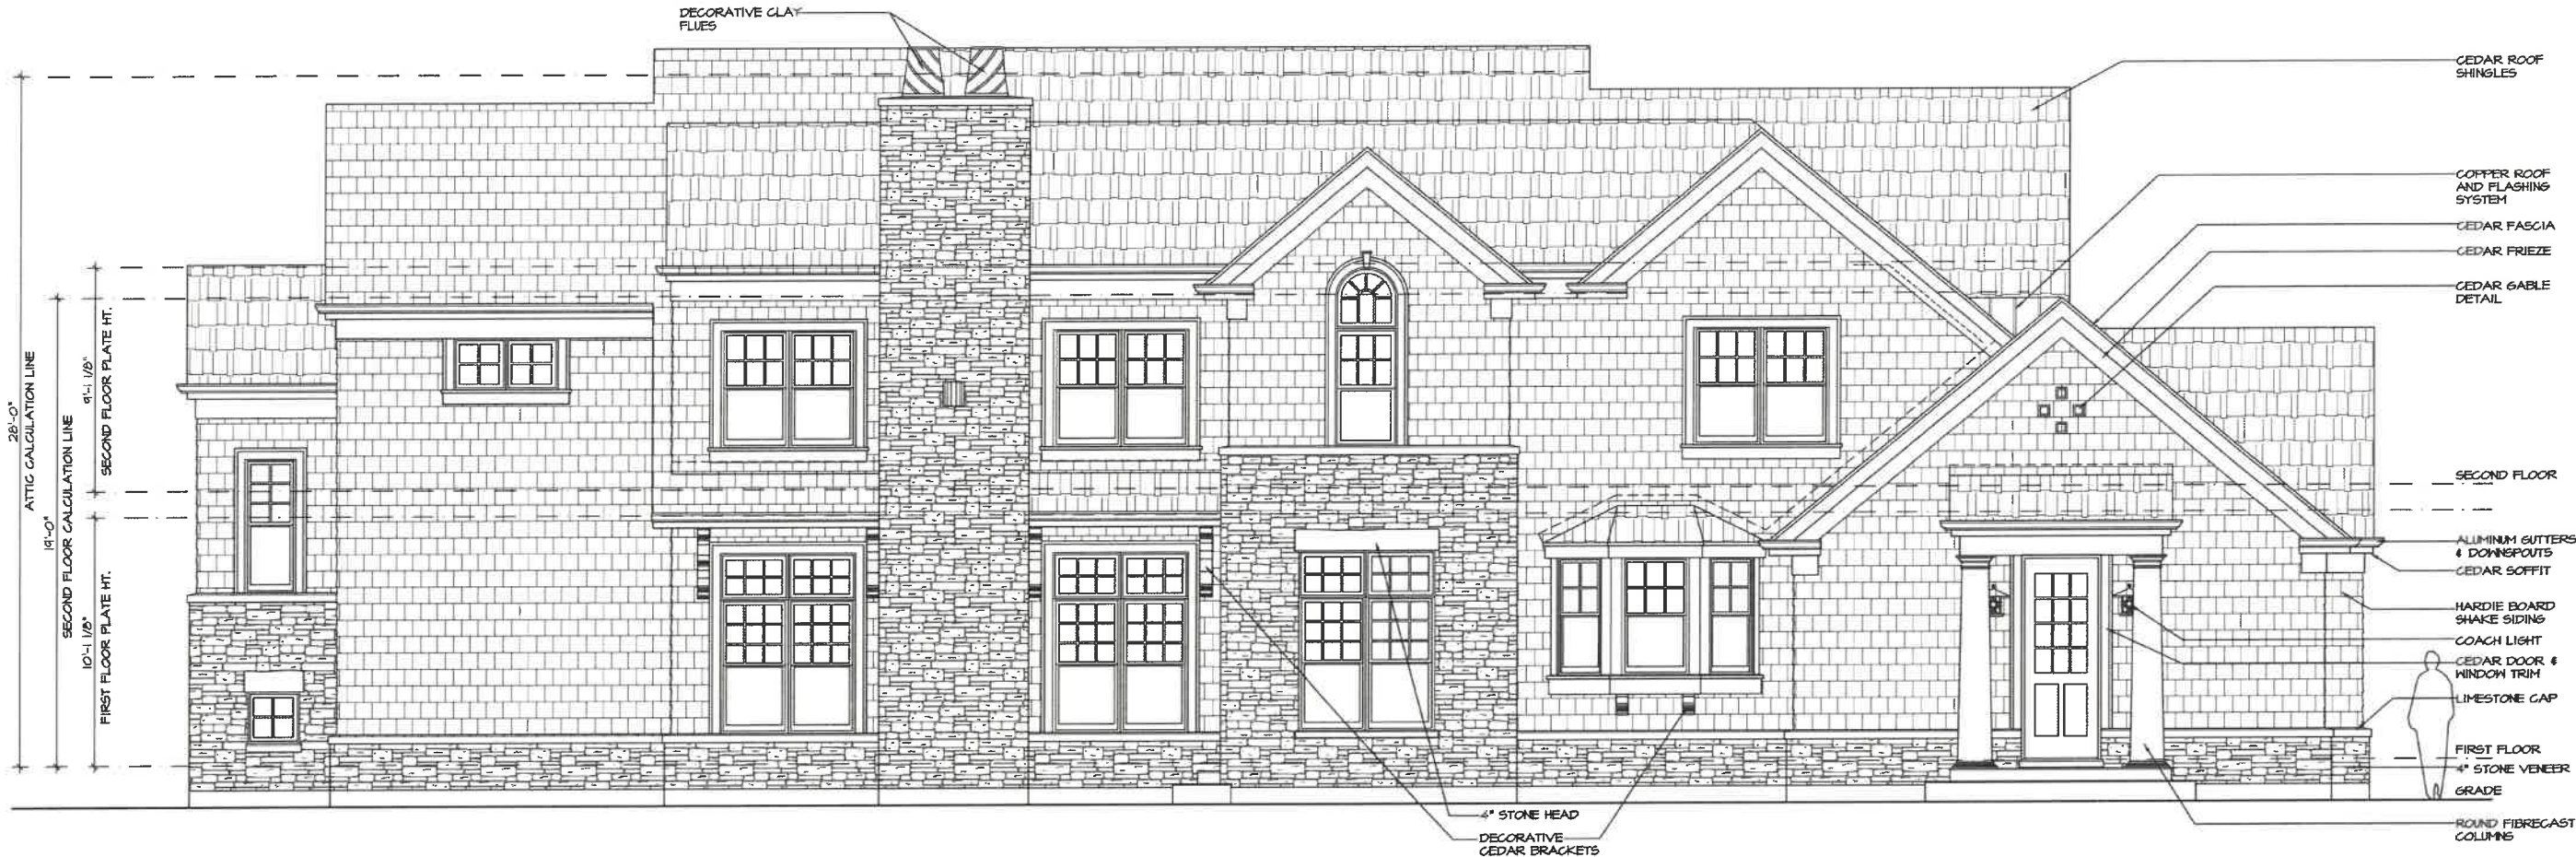 DECORATIVE CLAY
FLUES
CEDAR ROOF
SHINGLES
COPPER ROOF
AND FLASHING
SYSTEM
CEDAR FASCIA
CEDAR FRIEZE
CEDAR GABLE
DETAIL
SECOND FLOOR
ALUMINUM GUTTERS
& DOWNSPOUTS
CEDAR SOFFIT
HARDIE BOARD
SHAKE SIDING
COACH LIGHT
CEDAR DOOR &
WINDOW TRIM
LIMESTONE CAP
FIRST FLOOR
4" STONE VENEER
GRADE
ROUND FIBRECAST
COLUMNS
4" STONE HEAD
DECORATIVE
CEDAR BRACKETS
28'-0"
ATTIC CALCULATION LINE
19'-0"
SECOND FLOOR CALCULATION LINE
9'-1 1/8"
SECOND FLOOR PLATE HT.
10'-1 1/8"
FIRST FLOOR PLATE HT.